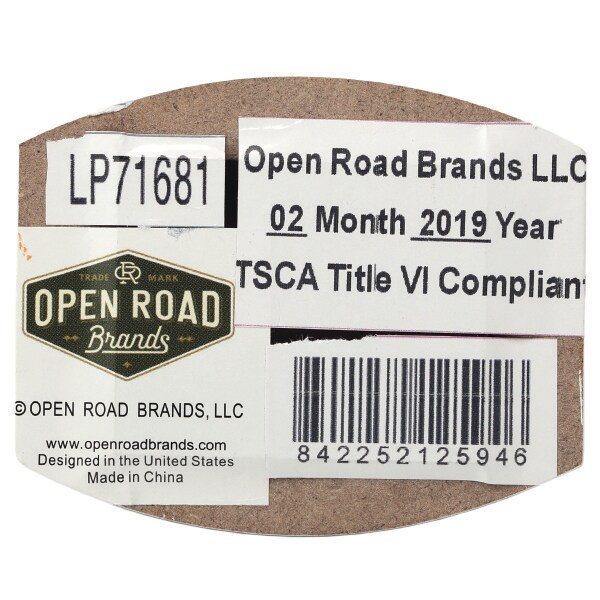 LP71681
Open Road Brands LLC
02 Month 2019 Year
TSCA Title VI Compliant
TRADE MARK
OPEN ROAD
Brands
© OPEN ROAD BRANDS, LLC
www.openroadbrands.com
Designed in the United States
Made in China
842252125946